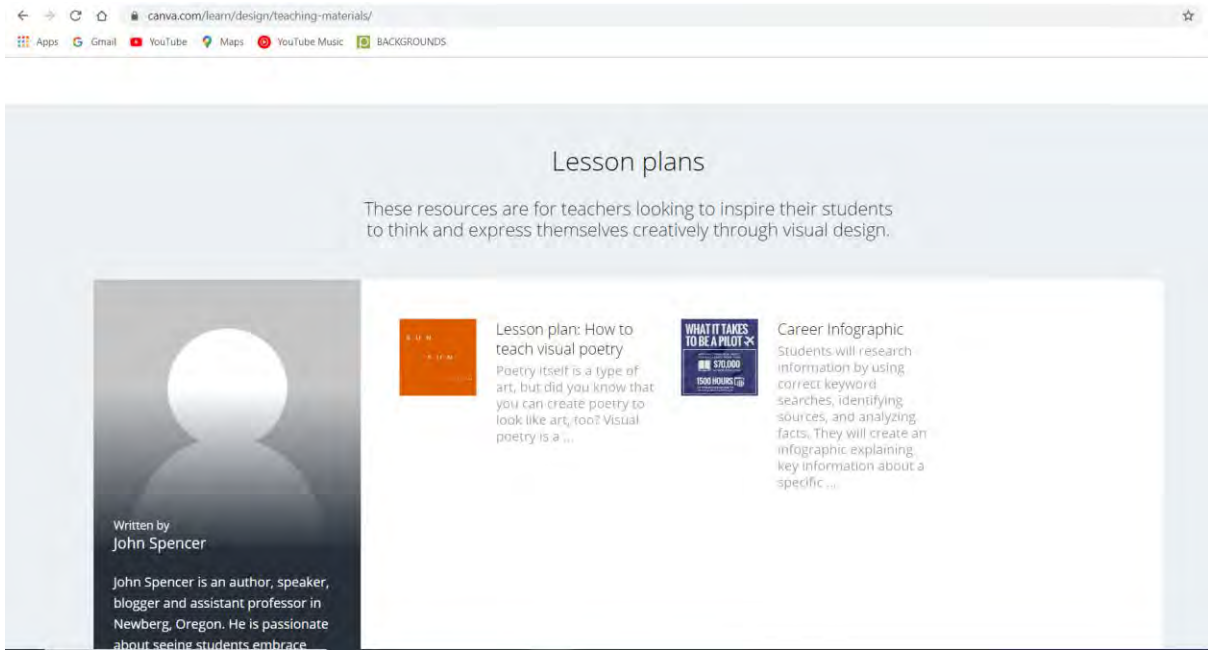 canva.com/learn/design/teaching-materials/
Apps Gmail YouTube Maps YouTube Music BACKGROUNDS
Lesson plans
These resources are for teachers looking to inspire their students
to think and express themselves creatively through visual design.
Written by
John Spencer
John Spencer is an author, speaker,
blogger and assistant professor in
Newberg, Oregon. He is passionate
about seeing students embrace
SUN
SUN
Lesson plan: How to
teach visual poetry
Poetry itself is a type of
art, but did you know that
you can create poetry to
look like art, too? Visual
poetry is a ...
WHAT IT TAKES
TO BE A PILOT
$70,000
1500 HOURS
Career Infographic
Students will research
information by using
correct keyword
searches, identifying
sources, and analyzing
facts. They will create an
infographic explaining
key information about a
specific ...